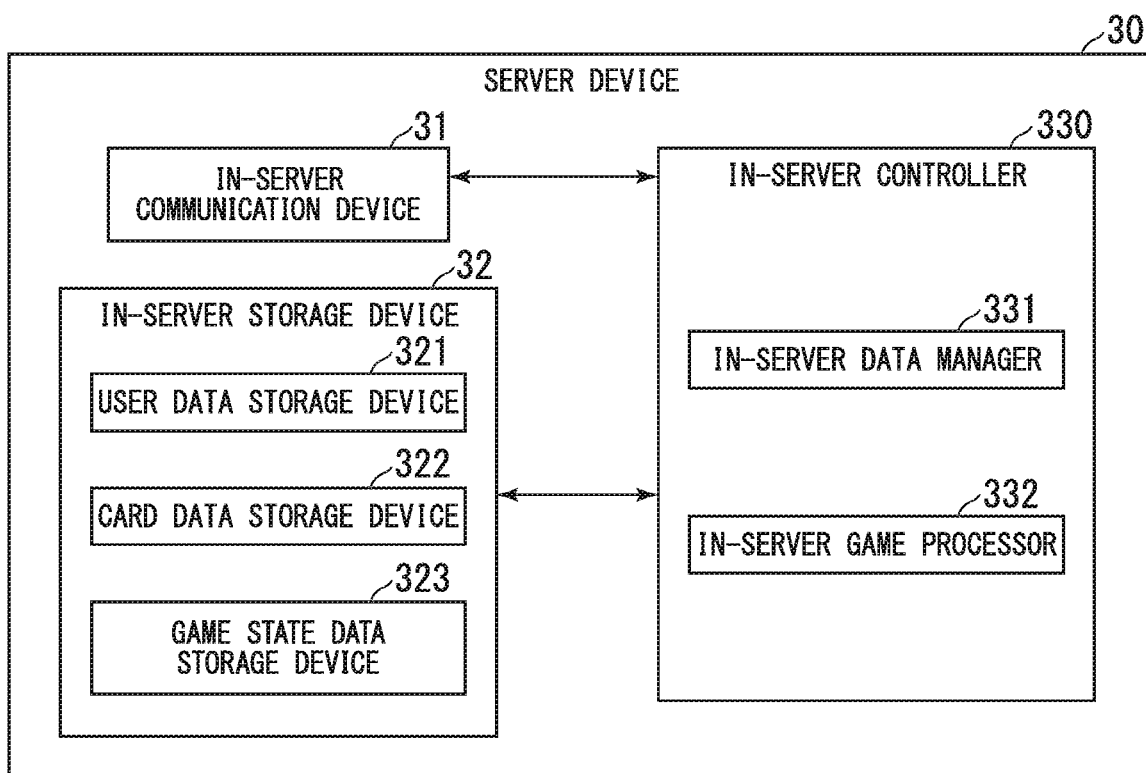 30
SERVER DEVICE
31
IN-SERVER
COMMUNICATION DEVICE
330
IN-SERVER CONTROLLER
32
IN-SERVER STORAGE DEVICE
321
USER DATA STORAGE DEVICE
322
CARD DATA STORAGE DEVICE
323
GAME STATE DATA
STORAGE DEVICE
331
IN-SERVER DATA MANAGER
332
IN-SERVER GAME PROCESSOR